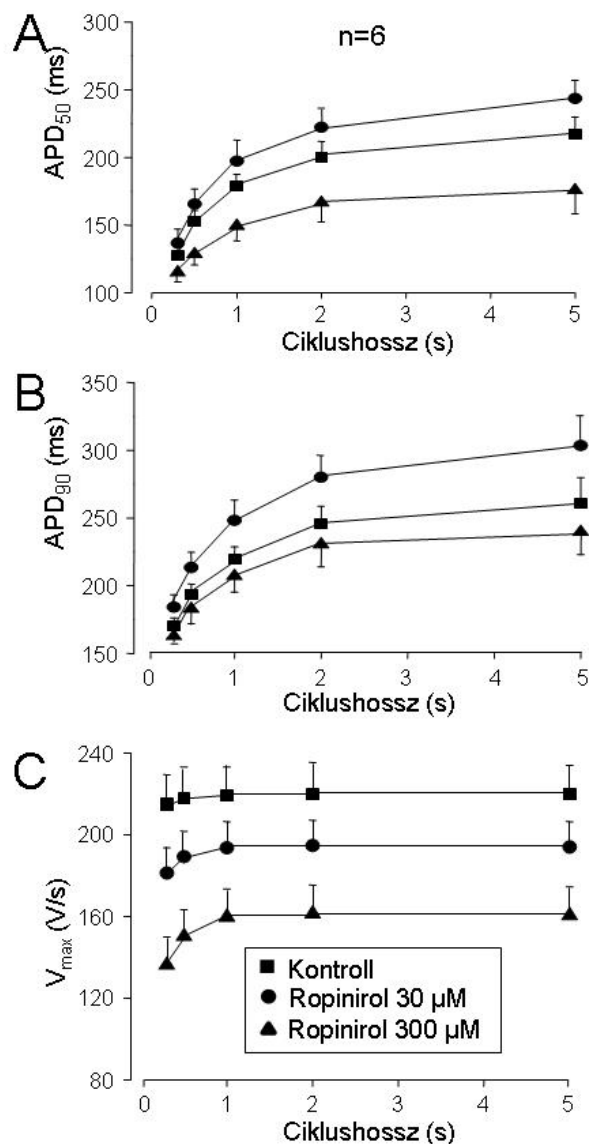 A
n=6
APD50 (ms)
300
250
200
150
100
0 1 2 3 4 5
Ciklushossz (s)
B
APD90 (ms)
350
300
250
200
150
0 1 2 3 4 5
Ciklushossz (s)
C
Vmax (V/s)
240
200
160
120
80
Kontroll
Ropinirol 30 µM
Ropinirol 300 µM
0 1 2 3 4 5
Ciklushossz (s)